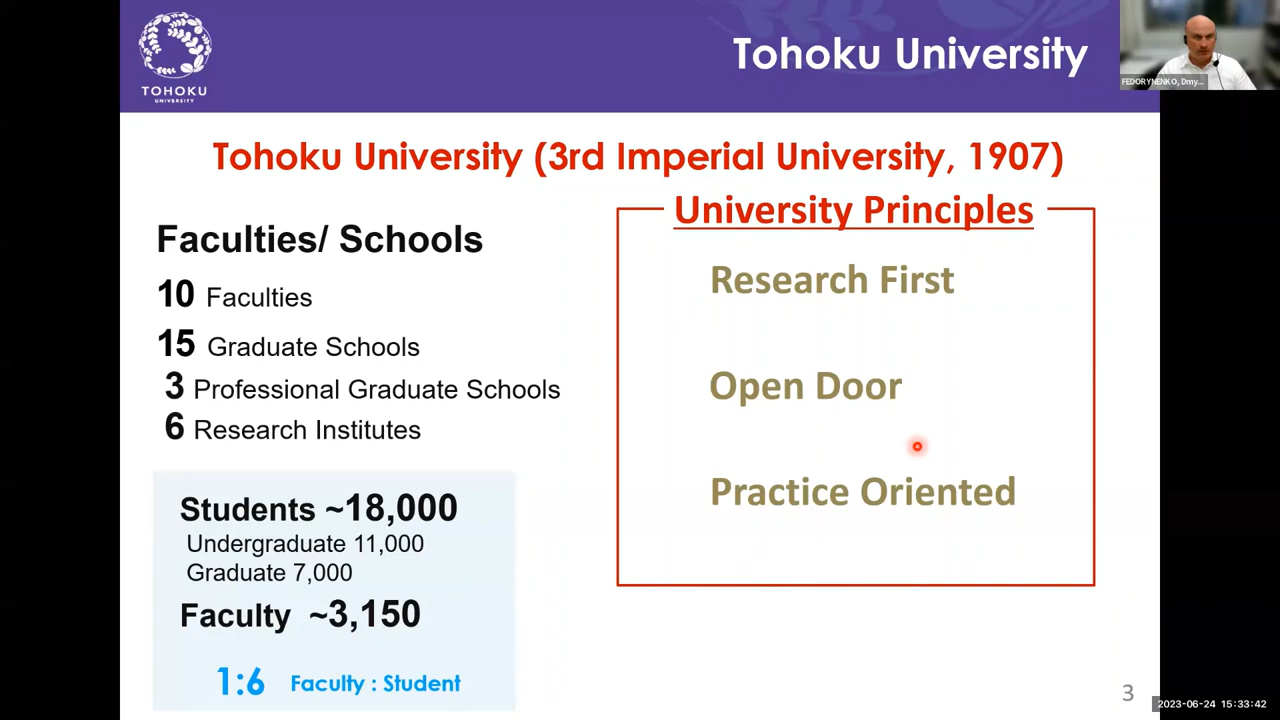 TOHOKU
UNIVERSITY
Tohoku University
FEDORYNENKO, Dmy...
Tohoku University (3rd Imperial University, 1907)
Faculties/ Schools
10 Faculties
15 Graduate Schools
3 Professional Graduate Schools
6 Research Institutes
Students ~18,000
Undergraduate 11,000
Graduate 7,000
Faculty ~3,150
1:6 Faculty : Student
University Principles
Research First
Open Door
Practice Oriented
3
2023-06-24 15:33:42